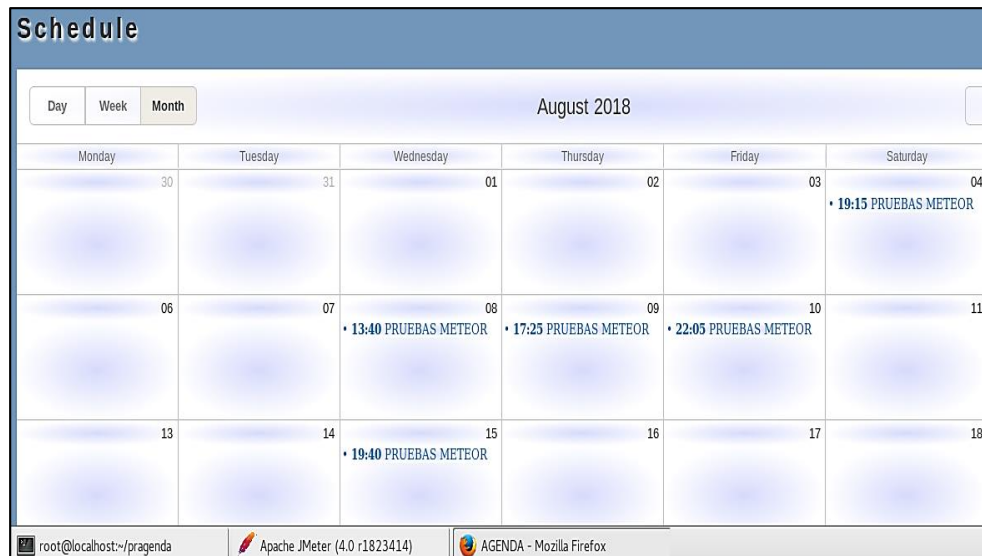 Schedule
Day Week Month August 2018
Monday Tuesday Wednesday Thursday Friday Saturday
30 31 01 02 03 04
• 19:15 PRUEBAS METEOR
06 07 08 09 10 11
• 13:40 PRUEBAS METEOR • 17:25 PRUEBAS METEOR • 22:05 PRUEBAS METEOR
13 14 15 16 17 18
• 19:40 PRUEBAS METEOR
root@localhost:~/pragenda Apache JMeter (4.0 r1823414) AGENDA - Mozilla Firefox